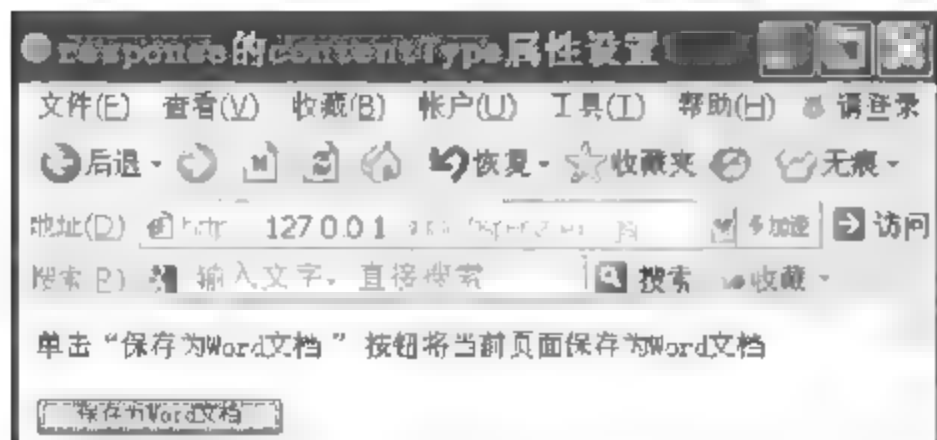 response的contentType属性设置
文件(E) 查看(V) 收藏(B) 帐户(U) 工具(T) 帮助(H) 请登录
后退 恢复 收藏夹 无痕
地址(D) http 127 0.0 1 加速 访问
搜索 P) 输入文字，直接搜索 搜索 收藏
单击“保存为Word文档 ”按钮将当前页面保存为Word文档
保存为Word文档